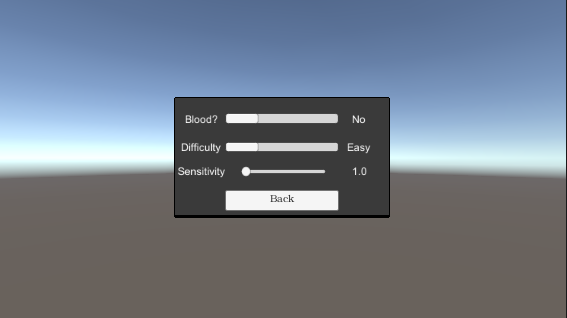 Blood? No
Difficulty Easy
Sensitivity 1.0
Back